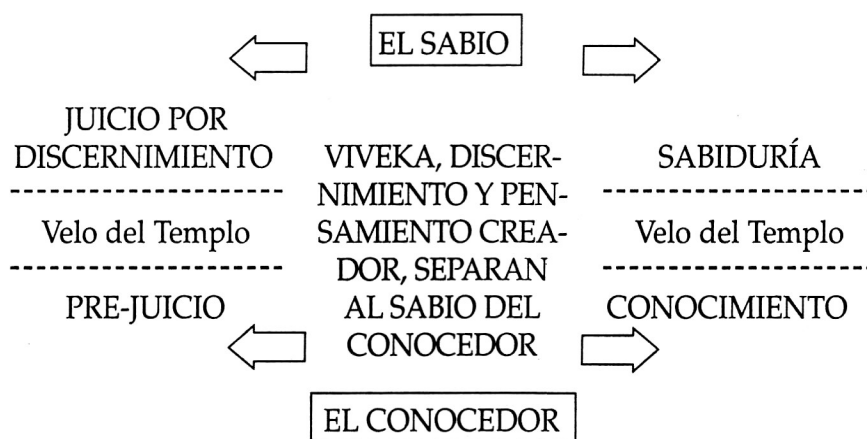 EL SABIO
JUICIO POR
DISCERNIMIENTO
Velo del Templo
PRE-JUICIO
VIVEKA, DISCER-
NIMIENTO Y PEN-
SAMIENTO CREA-
DOR, SEPARAN
AL SABIO DEL
CONOCEDOR
SABIDURÍA
Velo del Templo
CONOCIMIENTO
EL CONOCEDOR